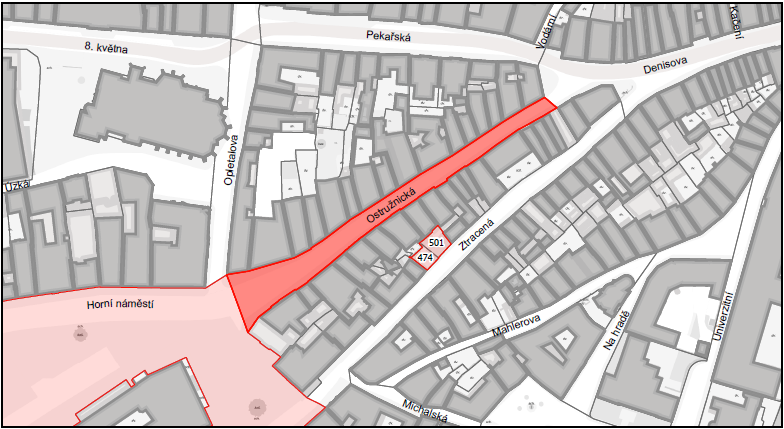 Pekařská
8. května
Vodární
Kačení
Denisova
Opletalova
Úzká
Ostružnická
Ztracená
501
474
Horní náměstí
Mahlerova
Na hradě
Univerzitní
Michalská